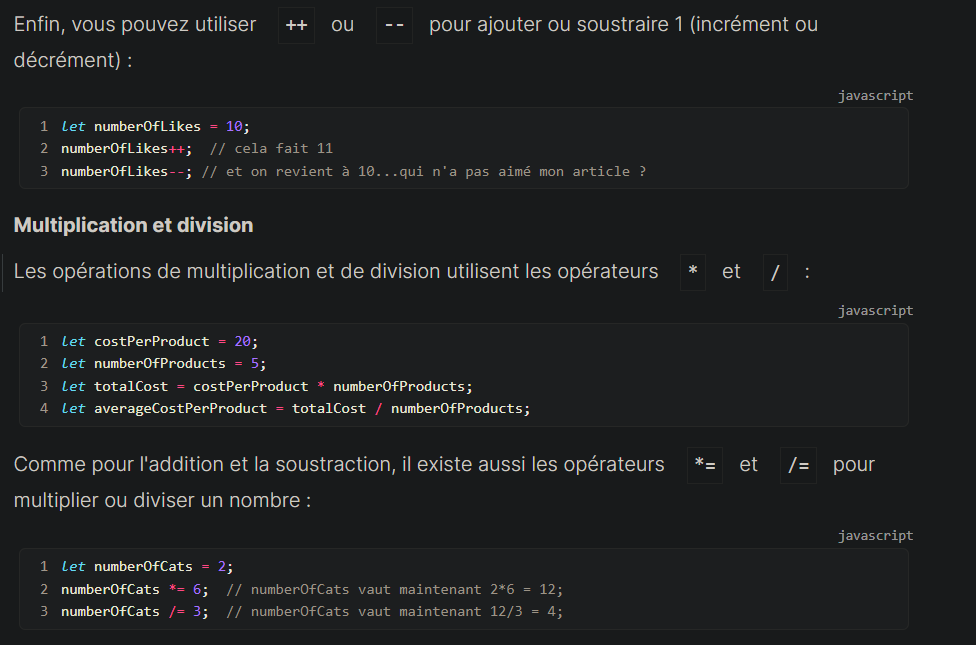 Enfin, vous pouvez utiliser ++ ou -- pour ajouter ou soustraire 1 (incrément ou
décrément) :
javascript
1 let numberOfLikes = 10;
2 numberOfLikes++;  // cela fait 11
3 numberOfLikes--; // et on revient à 10...qui n'a pas aimé mon article ?
Multiplication et division
Les opérations de multiplication et de division utilisent les opérateurs * et / :
javascript
1 let costPerProduct = 20;
2 let numberOfProducts = 5;
3 let totalCost = costPerProduct * numberOfProducts;
4 let averageCostPerProduct = totalCost / numberOfProducts;
Comme pour l'addition et la soustraction, il existe aussi les opérateurs *= et /= pour
multiplier ou diviser un nombre :
javascript
1 let numberOfCats = 2;
2 numberOfCats *= 6;  // numberOfCats vaut maintenant 2*6 = 12;
3 numberOfCats /= 3;  // numberOfCats vaut maintenant 12/3 = 4;